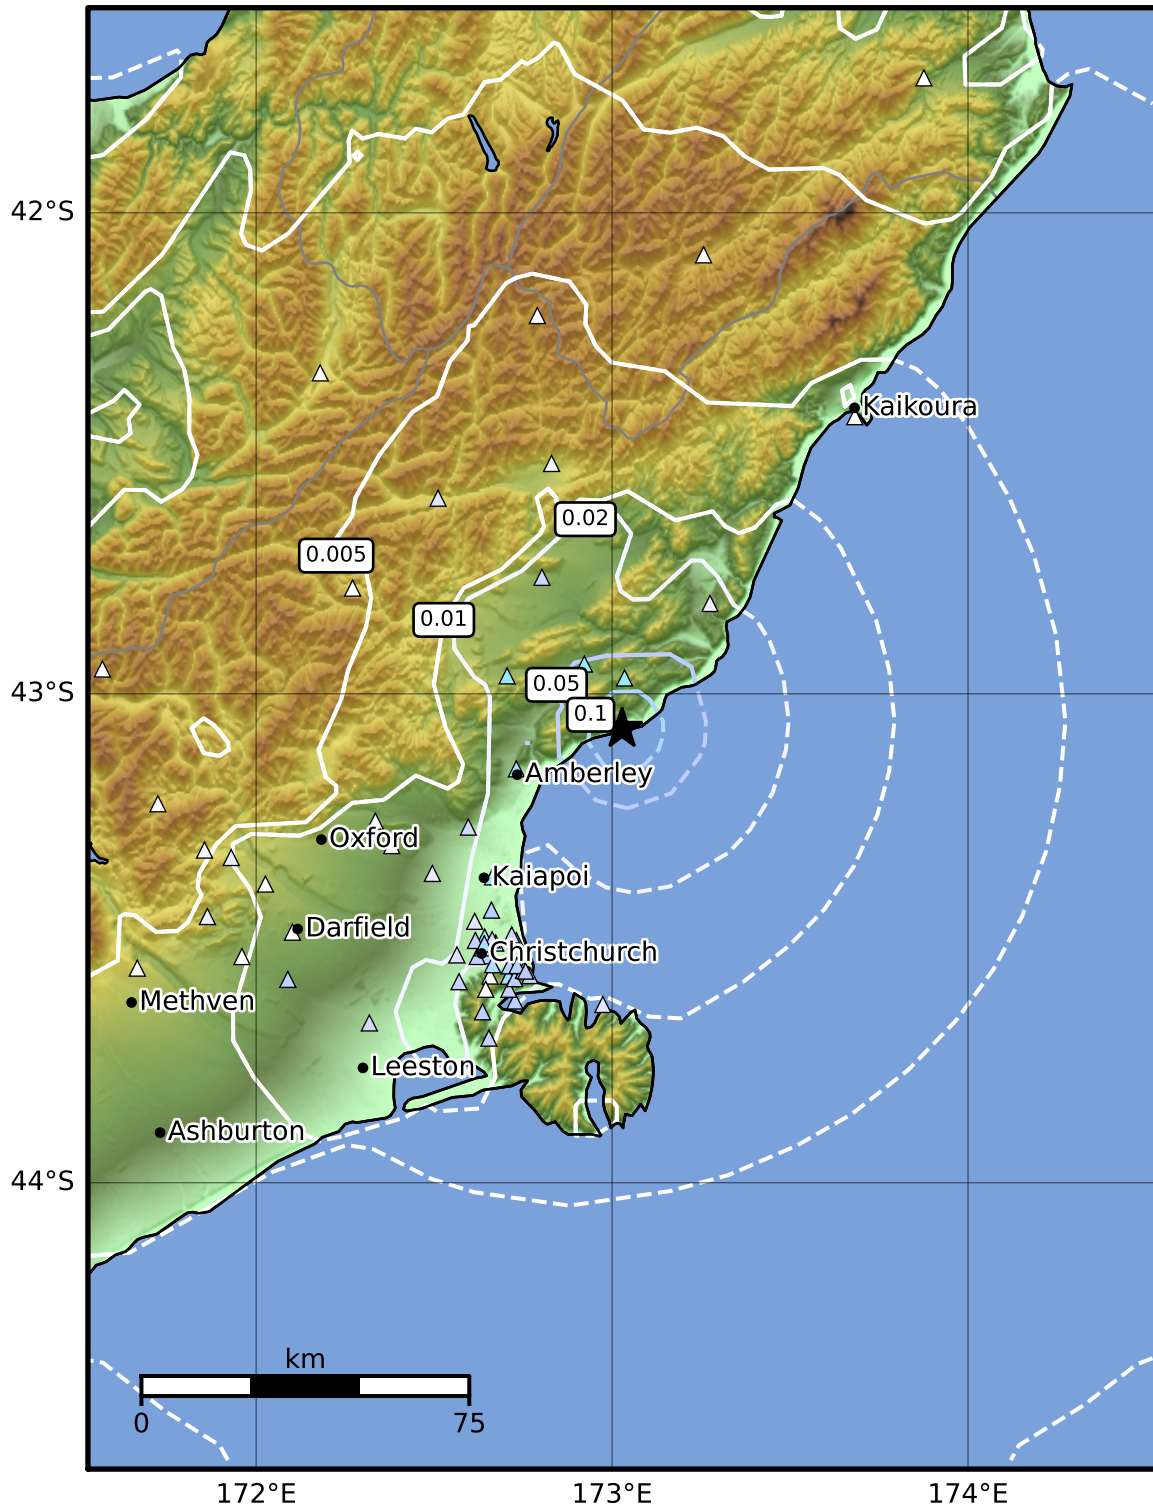 42°S
Kaikoura
0.02
0.005
0.01
43°S
0.05
0.1
Amberley
Oxford
Kaiapoi
Darfield
Christchurch
Methven
Leeston
Ashburton
44°S
km
0
75
172°E
173°E
174°E